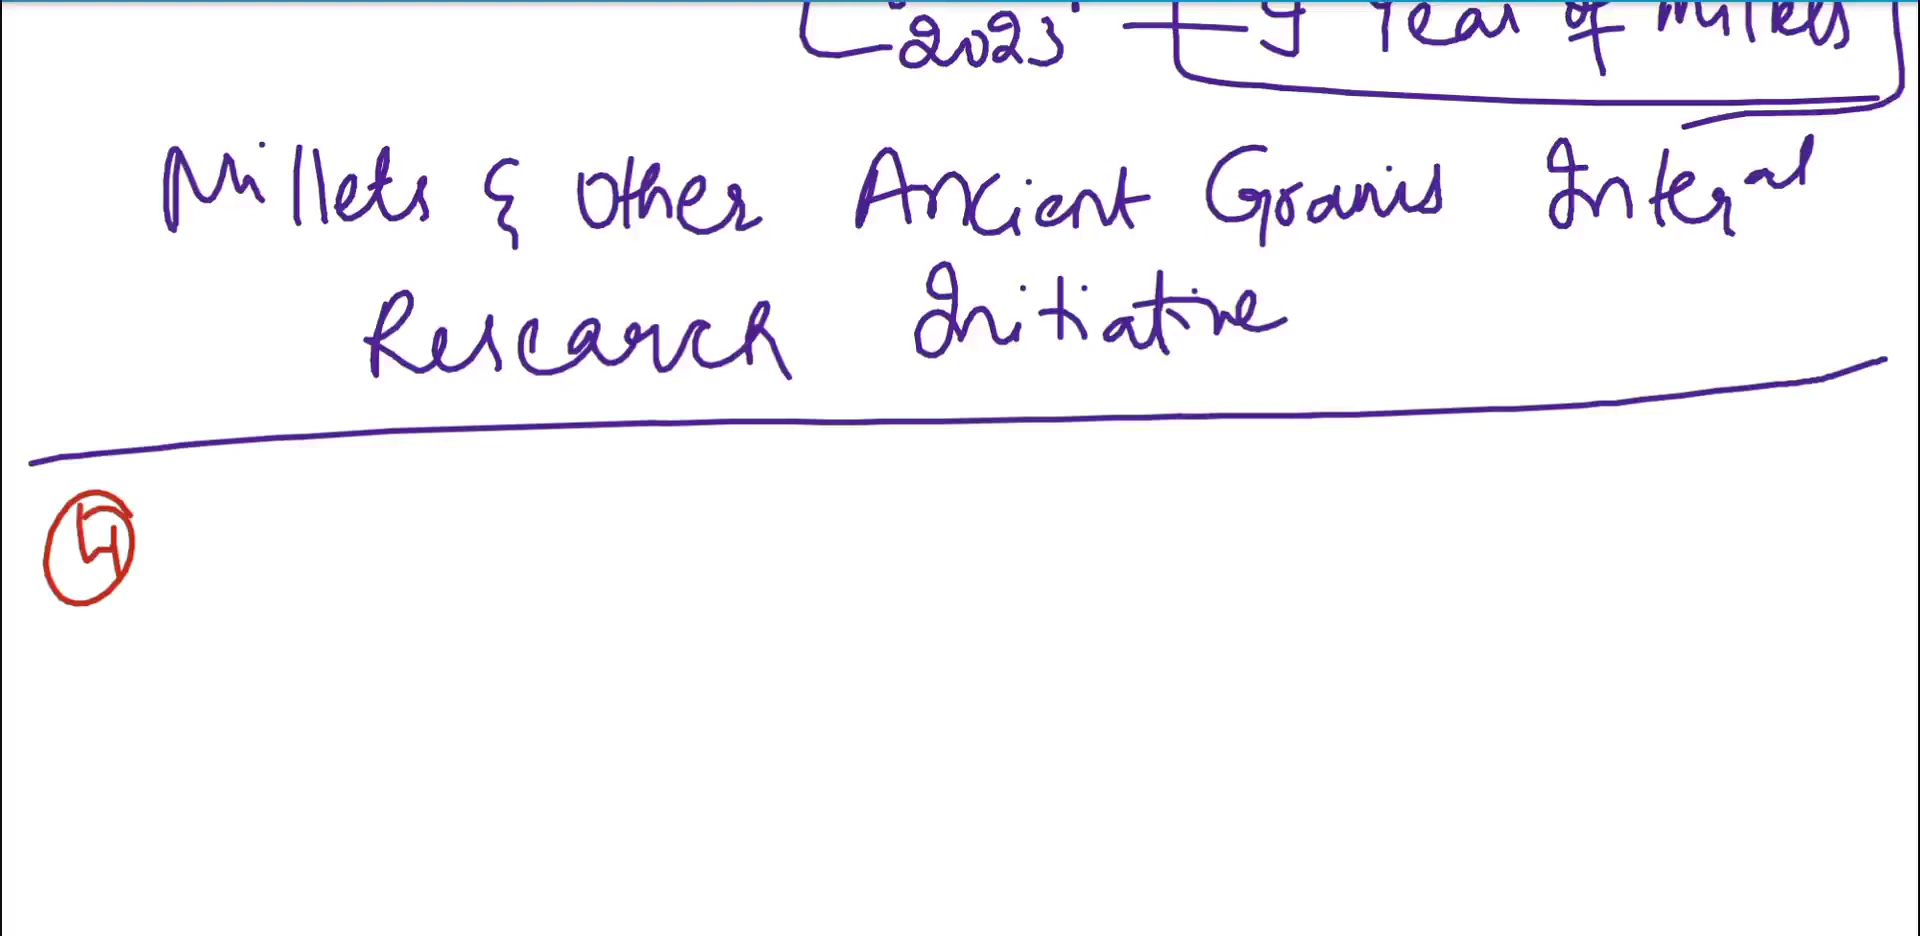 2023 Year of Millets
Millets & Other Ancient Grains Internal
Research Initiative
4